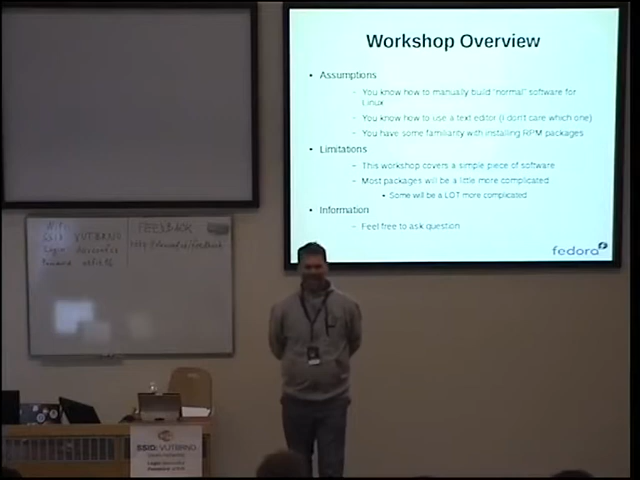 Workshop Overview
• Assumptions
– You know how to manually build "normal" software for
Linux
– You know how to use a text editor (I don't care which one)
– You have some familiarity with installing RPM packages
• Limitations
– This workshop covers a simple piece of software
– Most packages will be a little more complicated
• Some will be a LOT more complicated
• Information
– Feel free to ask question
fedora
FEEDBACK
SSID: VUTBRNO